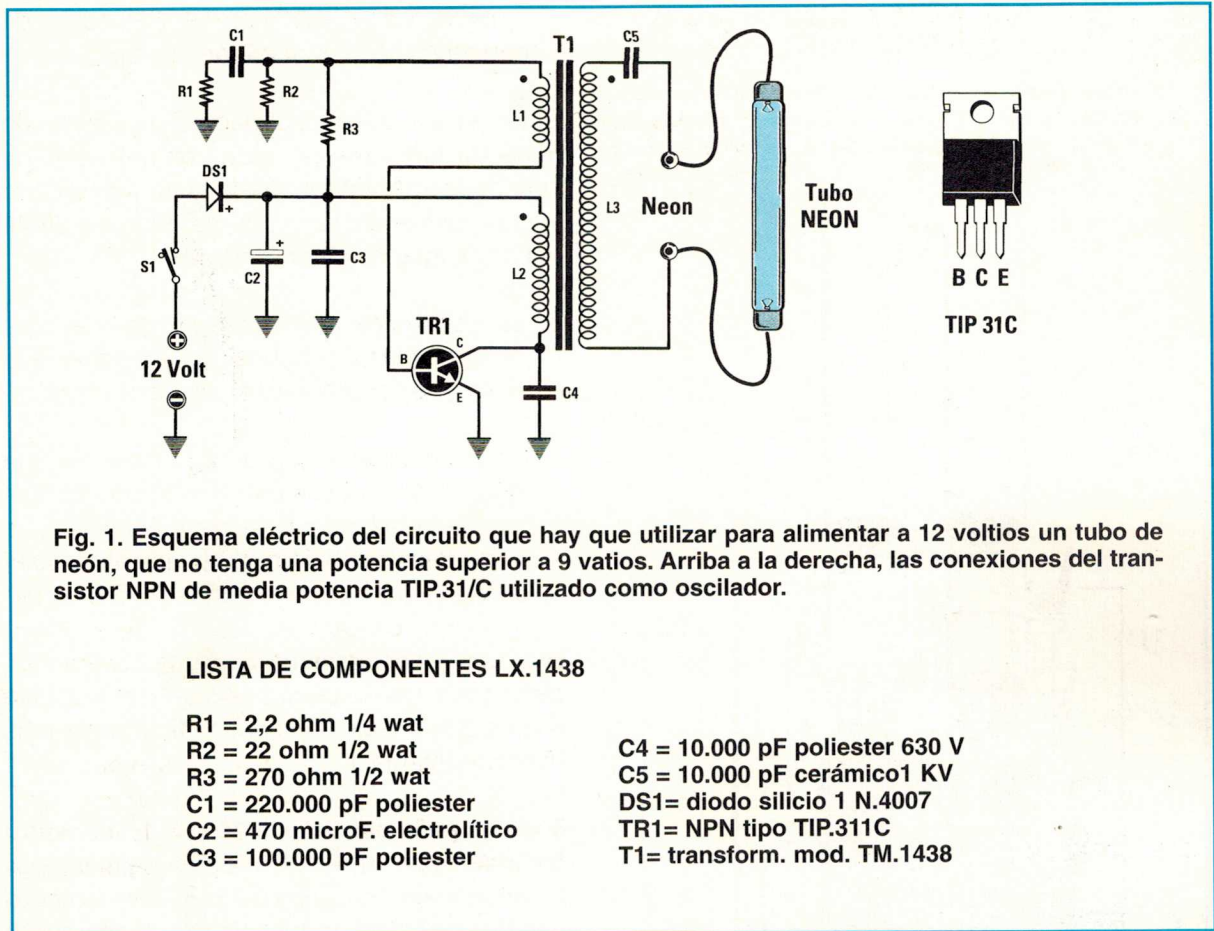 C1
R1
R2
R3
DS1
+
S1
+
C2
C3
12 Volt
T1
L1
L2
L3
C5
TR1
B
C
E
C4
Neon
Tubo
NEON
B C E
TIP 31C
Fig. 1. Esquema eléctrico del circuito que hay que utilizar para alimentar a 12 voltios un tubo de
neón, que no tenga una potencia superior a 9 vatios. Arriba a la derecha, las conexiones del tran-
sistor NPN de media potencia TIP.31/C utilizado como oscilador.
LISTA DE COMPONENTES LX.1438
R1 = 2,2 ohm 1/4 wat
R2 = 22 ohm 1/2 wat
R3 = 270 ohm 1/2 wat
C1 = 220.000 pF poliester
C2 = 470 microF. electrolítico
C3 = 100.000 pF poliester
C4 = 10.000 pF poliester 630 V
C5 = 10.000 pF cerámico1 KV
DS1= diodo silicio 1 N.4007
TR1= NPN tipo TIP.311C
T1= transform. mod. TM.1438